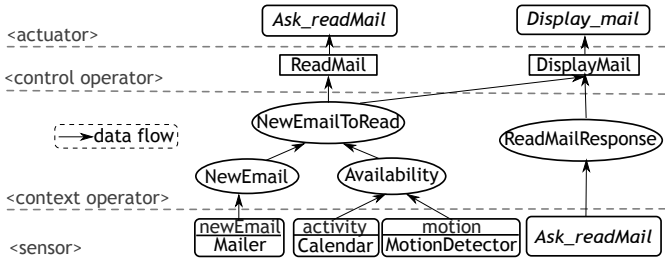 Ask_readMail
Display_mail
<actuator>
ReadMail
DisplayMail
<control operator>
NewEmailToRead
data flow
ReadMailResponse
NewEmail
Availability
<context operator>
newEmail
activity
motion
Mailer
Calendar
MotionDetector
Ask_readMail
<sensor>